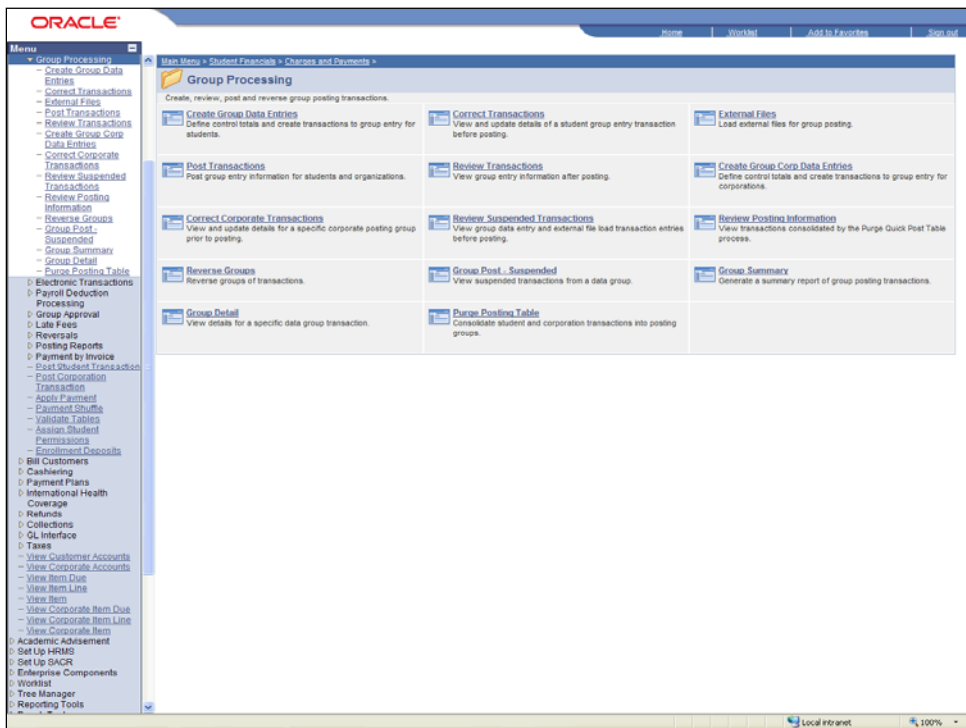 ORACLE'
Home Worklist Add to Favorites Sign out
Menu
Group Processing
Create Group Data
Entries
Correct Transactions
External Files
Post Transactions
Review Transactions
Create Group Corp
Data Entries
Correct Corporate
Transactions
Review Suspended
Transactions
Review Posting
Information
Reverse Groups
Group Post -
Suspended
Group Summary
Group Detail
Purge Posting Table
Electronic Transactions
Payroll Deduction
Processing
Group Approval
Late Fees
Reversals
Posting Reports
Payment by Invoice
Post Student Transaction
Post Corporation
Transaction
Apply Payment
Payment Shuffle
Validate Tables
Assign Student
Permissions
Enrollment Deposits
Bill Customers
Cashiering
Payment Plans
International Health
Coverage
Refunds
Collections
GL Interface
Taxes
View Customer Accounts
View Corporate Accounts
View Item Due
View Item Line
View Item
View Corporate Item Due
View Corporate Item Line
View Corporate Item
Academic Advisement
Set Up HRMS
Set Up SACR
Enterprise Components
Worklist
Tree Manager
Reporting Tools
Main Menu > Student Financials > Charges and Payments >
Group Processing
Create, review, post and reverse group posting transactions.
Create Group Data Entries
Define control totals and create transactions to group entry for
students.
Correct Transactions
View and update details of a student group entry transaction
before posting.
External Files
Load external files for group posting.
Post Transactions
Post group entry information for students and organizations.
Review Transactions
View group entry information after posting.
Create Group Corp Data Entries
Define control totals and create transactions to group entry for
corporations.
Correct Corporate Transactions
View and update details for a specific corporate posting group
prior to posting.
Review Suspended Transactions
View group data entry and external file load transaction entries
before posting.
Review Posting Information
View transactions consolidated by the Purge Quick Post Table
process.
Reverse Groups
Reverse groups of transactions.
Group Post - Suspended
View suspended transactions from a data group.
Group Summary
Generate a summary report of group posting transactions.
Group Detail
View details for a specific data group transaction.
Purge Posting Table
Consolidate student and corporation transactions into posting
groups.
Local intranet 100%